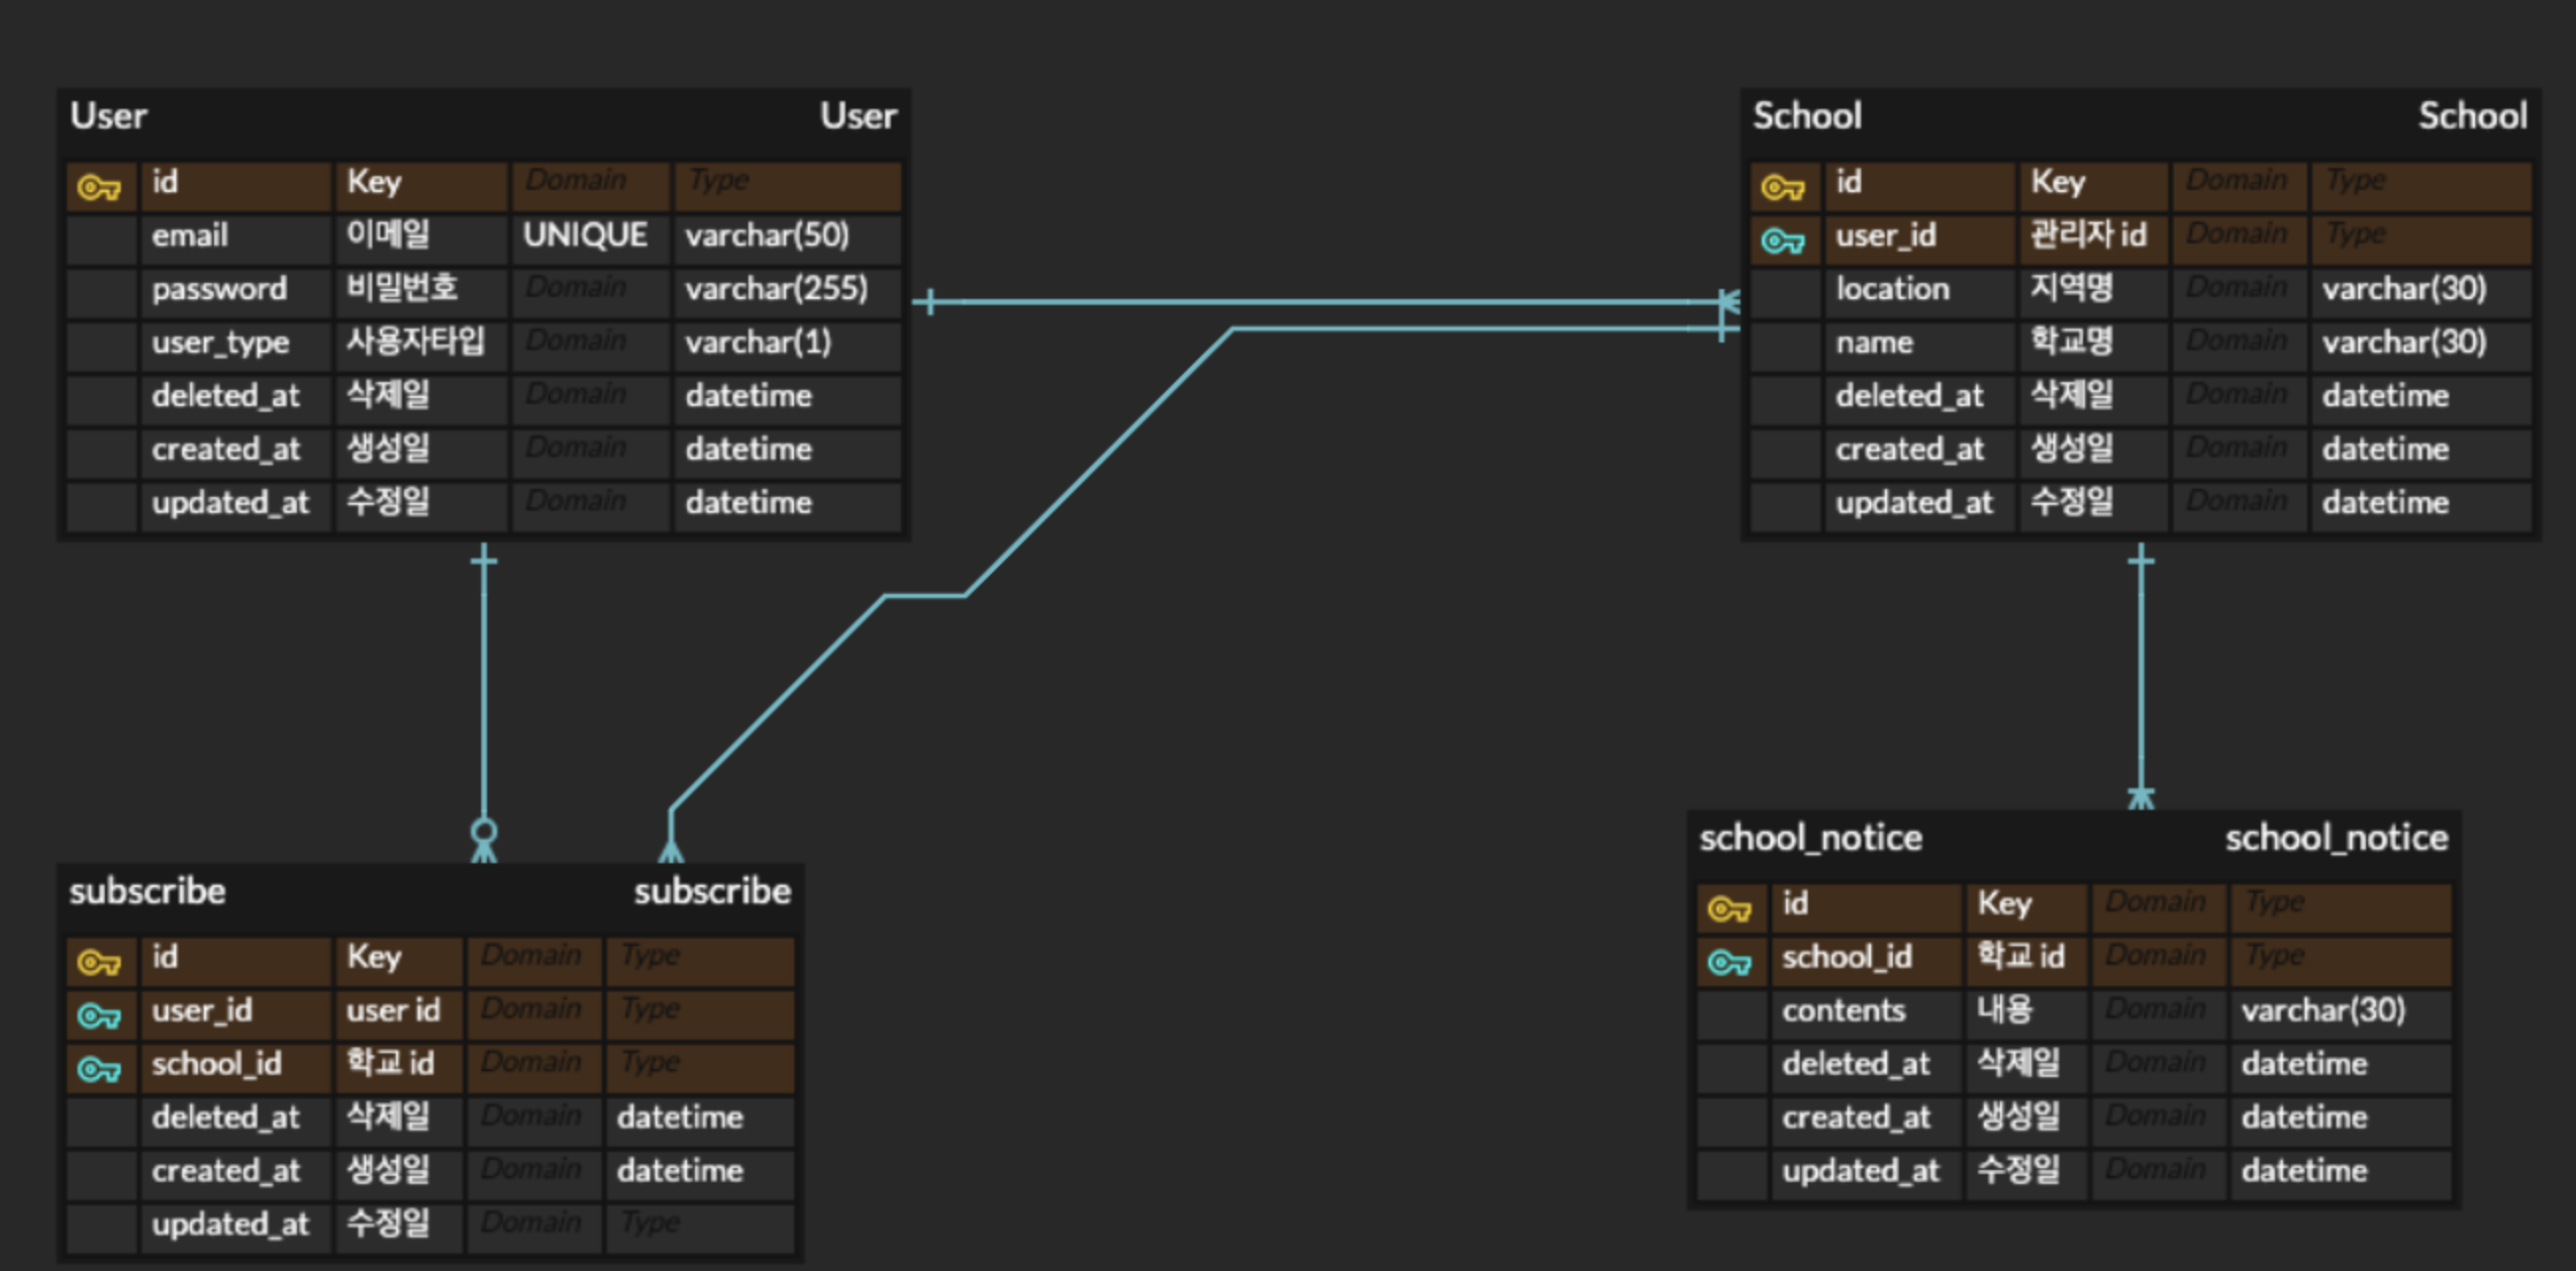 User User
id Key Domain Type
email 이메일 UNIQUE varchar(50)
password 비밀번호 Domain varchar(255)
user_type 사용자타입 Domain varchar(1)
deleted_at 삭제일 Domain datetime
created_at 생성일 Domain datetime
updated_at 수정일 Domain datetime
School School
id Key Domain Type
user_id 관리자 id Domain Type
location 지역명 Domain varchar(30)
name 학교명 Domain varchar(30)
deleted_at 삭제일 Domain datetime
created_at 생성일 Domain datetime
updated_at 수정일 Domain datetime
subscribe subscribe
id Key Domain Type
user_id user id Domain Type
school_id 학교 id Domain Type
deleted_at 삭제일 Domain datetime
created_at 생성일 Domain datetime
updated_at 수정일 Domain Type
school_notice school_notice
id Key Domain Type
school_id 학교 id Domain Type
contents 내용 Domain varchar(30)
deleted_at 삭제일 Domain datetime
created_at 생성일 Domain datetime
updated_at 수정일 Domain datetime